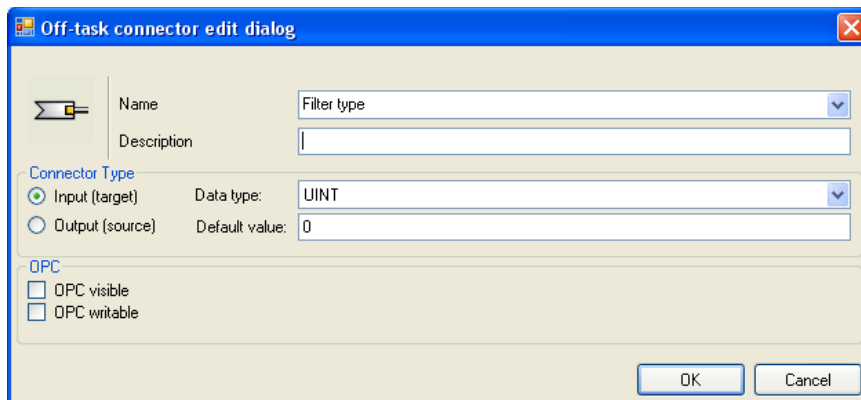 Off-task connector edit dialog
Name Filter type
Description
Connector Type
Input (target) Data type: UINT
Output (source) Default value: 0
OPC
OPC visible
OPC writable
OK Cancel